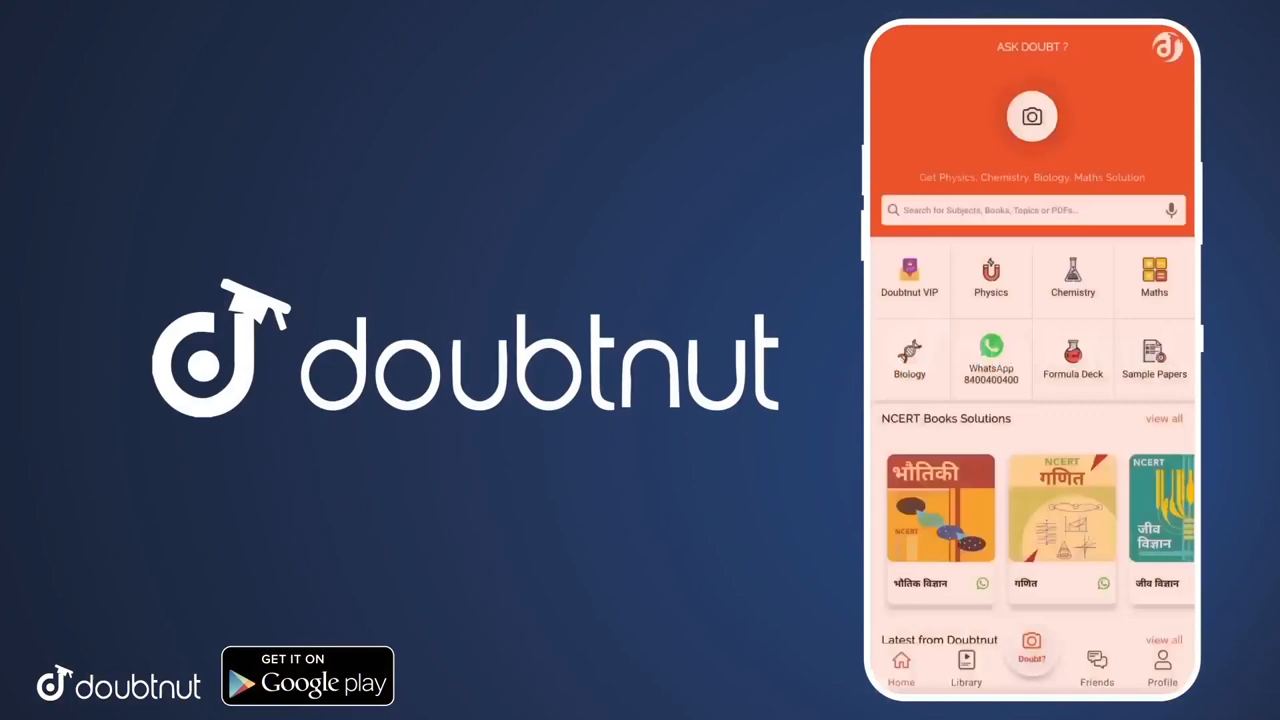 doubtnut
doubtnut
GET IT ON
Google play
ASK DOUBT ?
Get Physics, Chemistry, Biology, Maths Solution
Search for Subjects, Books, Tapics or PDFs...
Doubtnut VIP
Physics
Chemistry
Maths
Biology
WhatsApp
8400400400
Formula Deck
Sample Papers
NCERT Books Solutions
view all
भौतिकी
NCERT
भौतिक विज्ञान
NCERT
गणित
गणित
NCERT
जीव
विज्ञान
जीव विज्ञान
Latest from Doubtnut
view all
Home
Library
Doubt?
Friends
Profile